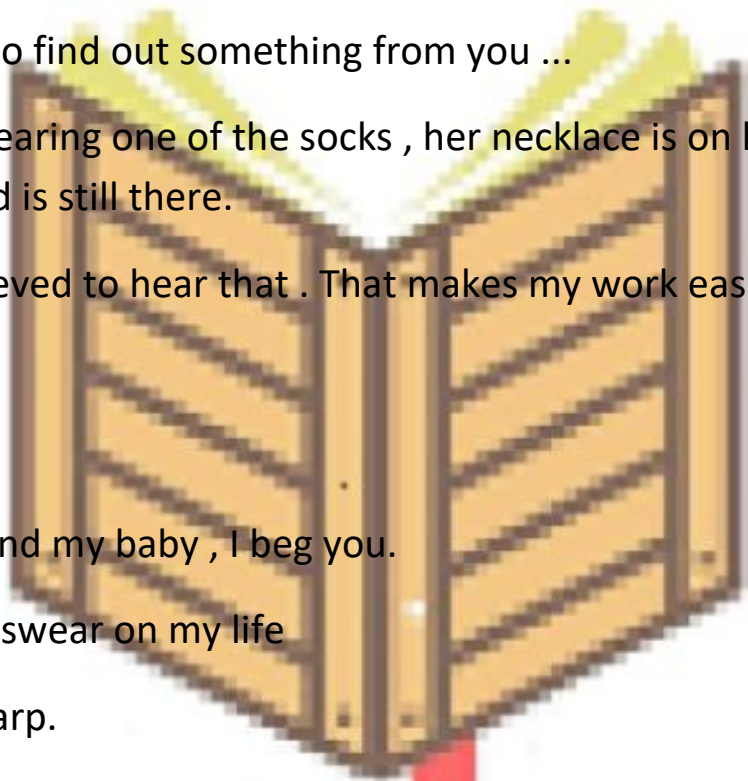 o find out something from you ...
earing one of the socks , her necklace is on
d is still there.
eved to hear that . That makes my work eas
nd my baby , I beg you.
swear on my life
arp.